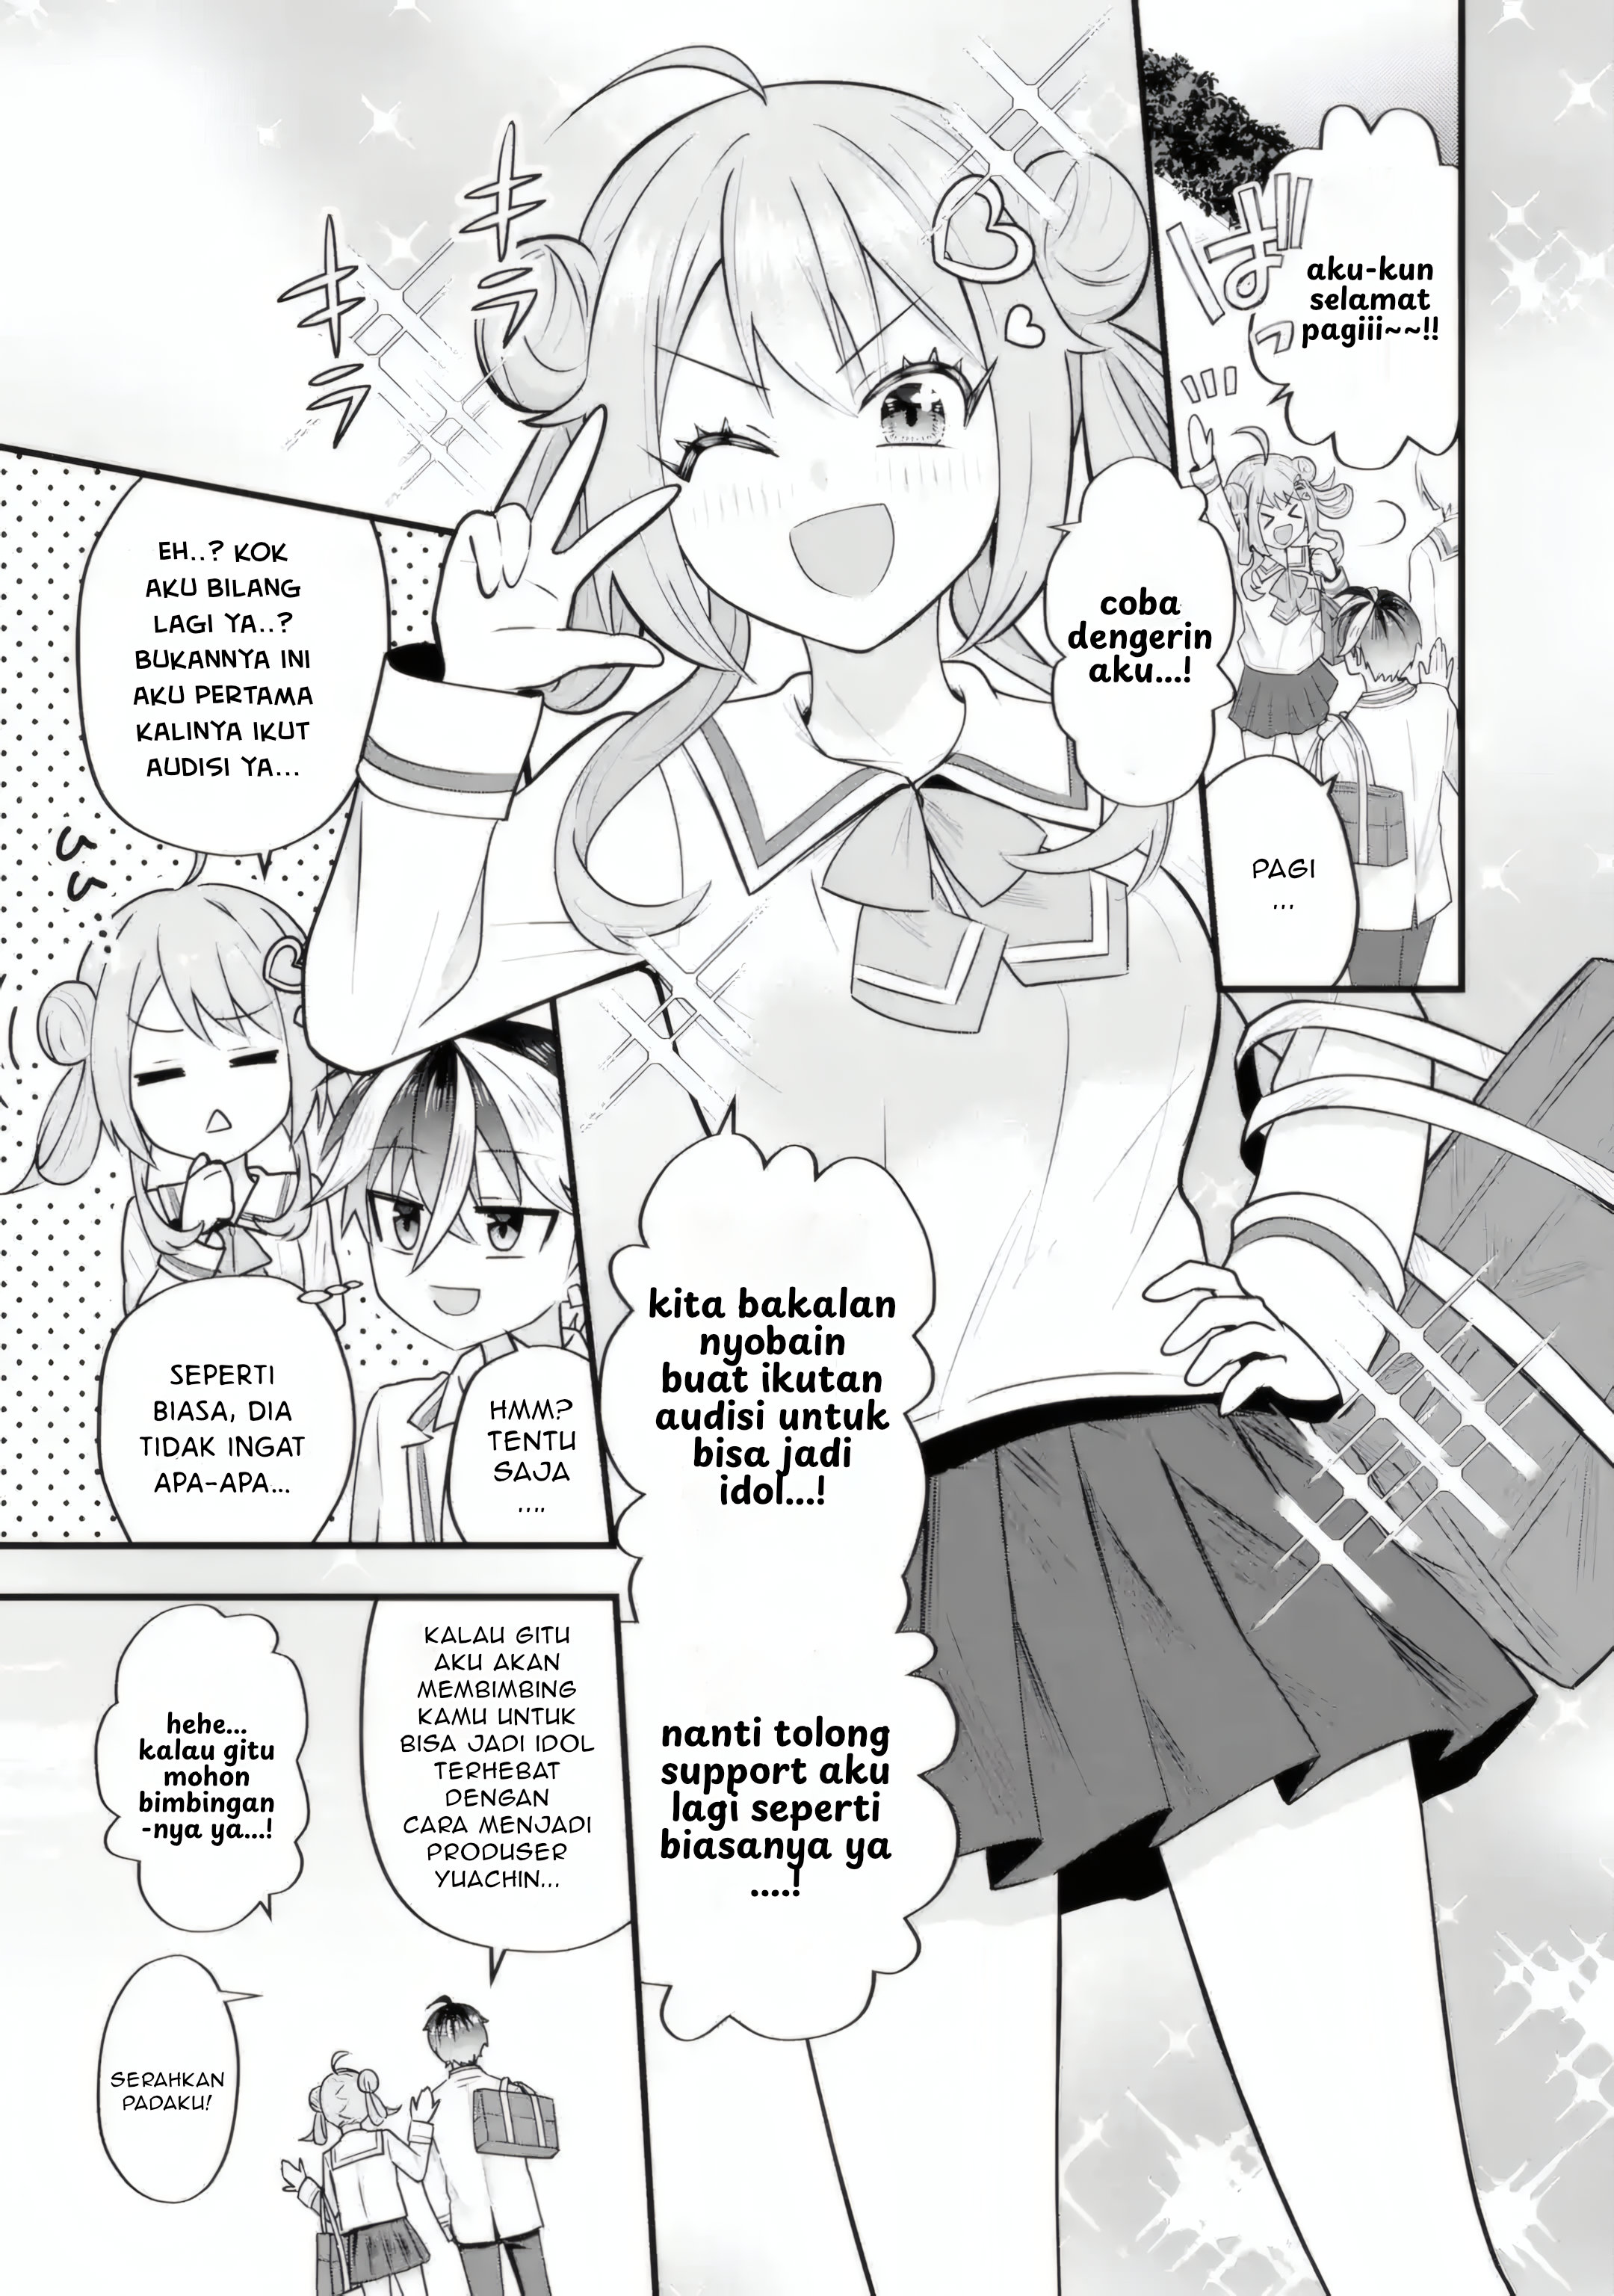 aku-kun
selamat
pagiii~~!!
ばっ
PAGI
...
coba
dengerin
aku...!
キラ
キラ
kita bakalan
nyobain
buat ikutan
audisi untuk
bisa jadi
idol...!
nanti tolong
support aku
lagi seperti
biasanya ya
.....!
EH..? KOK
AKU BILANG
LAGI YA..?
BUKANNYA INI
AKU PERTAMA
KALINYA IKUT
AUDISI YA...
HMM?
TENTU
SAJA
....
SEPERTI
BIASA, DIA
TIDAK INGAT
APA-APA...
KALAU GITU
AKU AKAN
MEMBIMBING
KAMU UNTUK
BISA JADI IDOL
TERHEBAT
DENGAN
CARA MENJADI
PRODUSER
YUACHIN...
hehe...
kalau gitu
mohon
bimbingan
-nya ya...!
SERAHKAN
PADAKU!